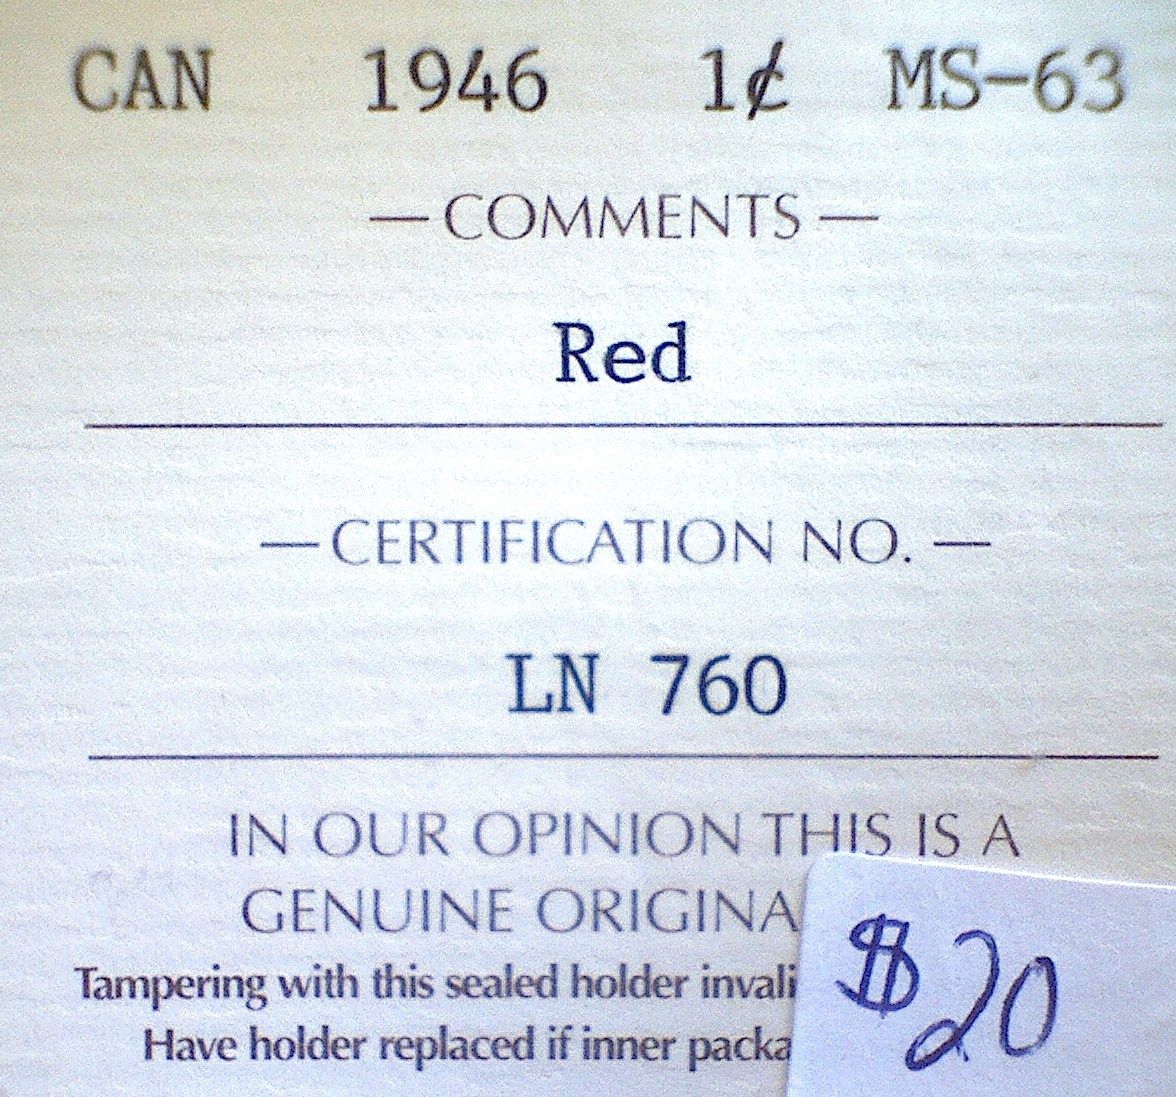 CAN 1946 1¢ MS-63
— COMMENTS —
Red
— CERTIFICATION NO. —
LN 760
IN OUR OPINION THIS IS A
GENUINE ORIGINA
Tampering with this sealed holder invali
Have holder replaced if inner packa
$20